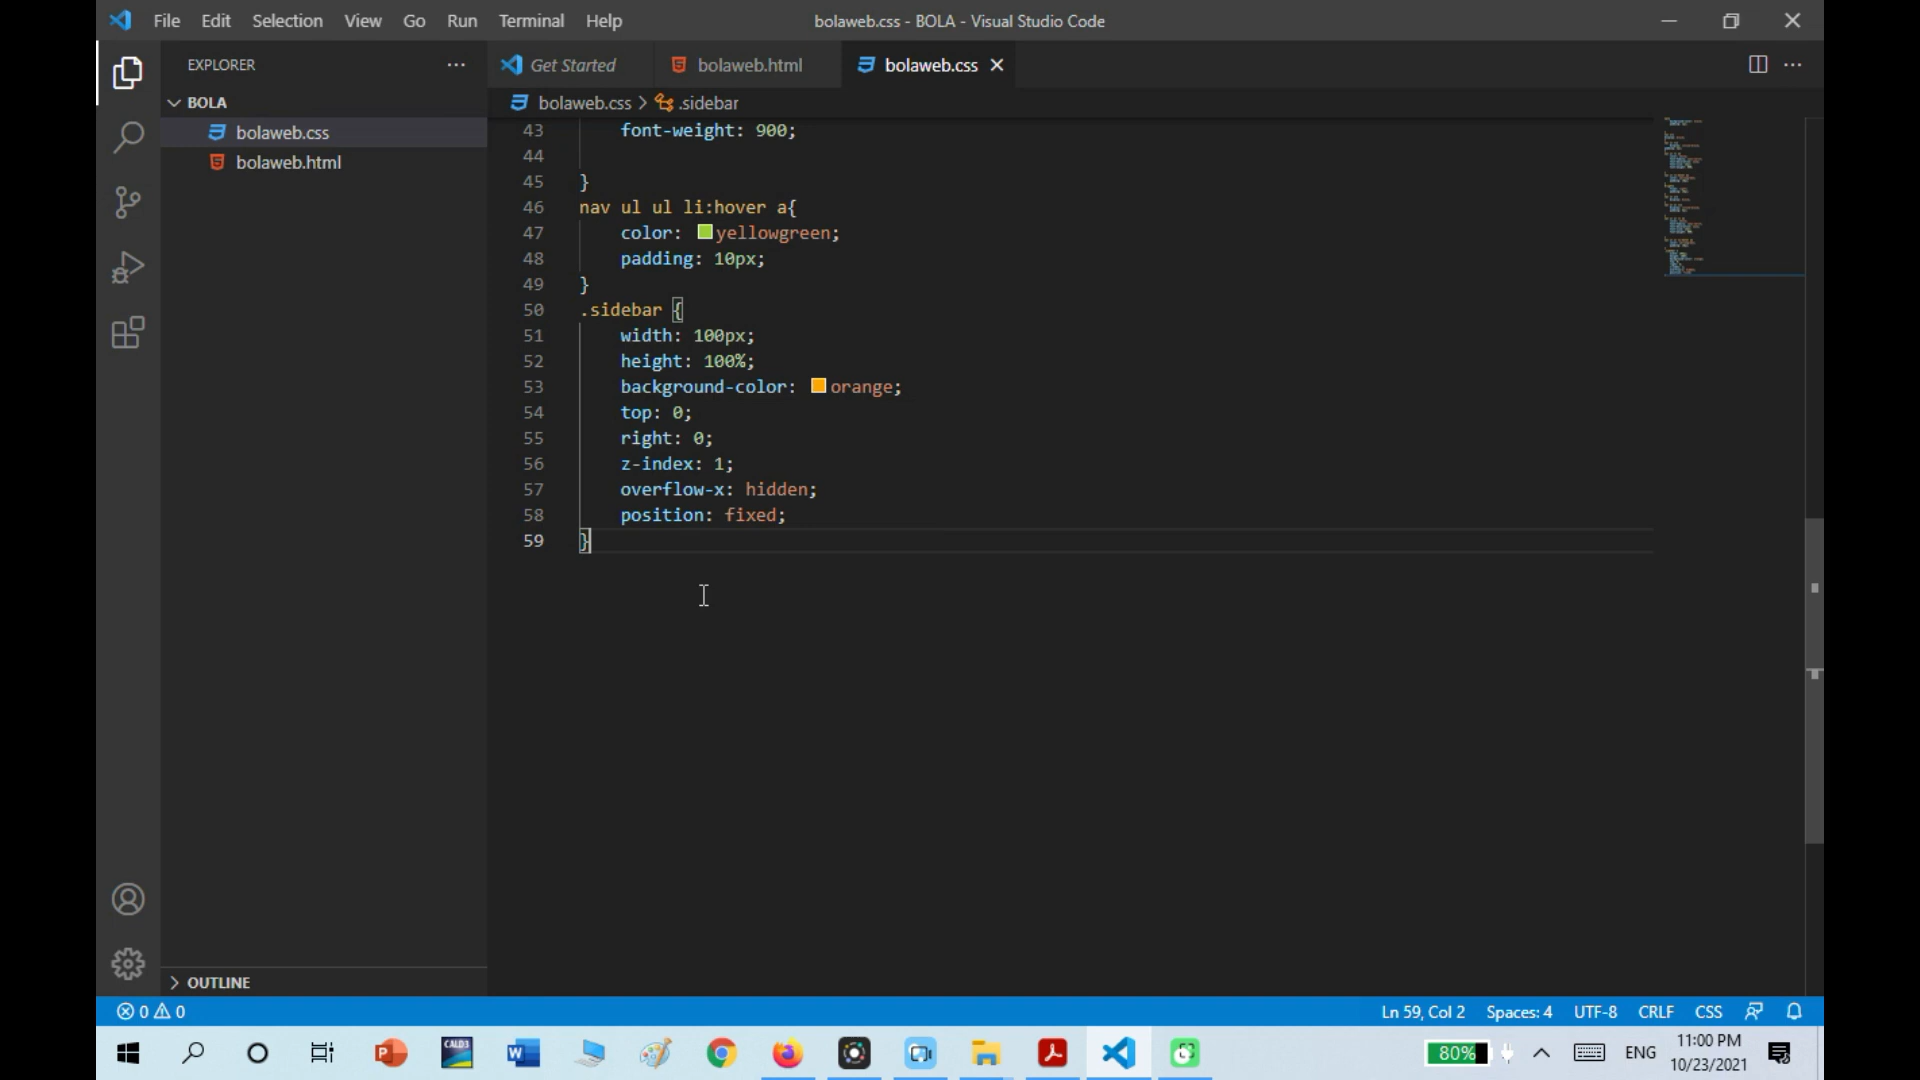 File Edit Selection View Go Run Terminal Help
bolaweb.css - BOLA - Visual Studio Code
EXPLORER
Get Started
bolaweb.html
bolaweb.css
BOLA
bolaweb.css
bolaweb.html
bolaweb.css > .sidebar
43 font-weight: 900;
44
45 }
46 nav ul ul li:hover a{
47 color: yellowgreen;
48 padding: 10px;
49 }
50 .sidebar {
51 width: 100px;
52 height: 100%;
53 background-color: orange;
54 top: 0;
55 right: 0;
56 z-index: 1;
57 overflow-x: hidden;
58 position: fixed;
59 }
OUTLINE
0 0
Ln 59, Col 2 Spaces: 4 UTF-8 CRLF CSS
CALD3
80%
ENG
11:00 PM
10/23/2021